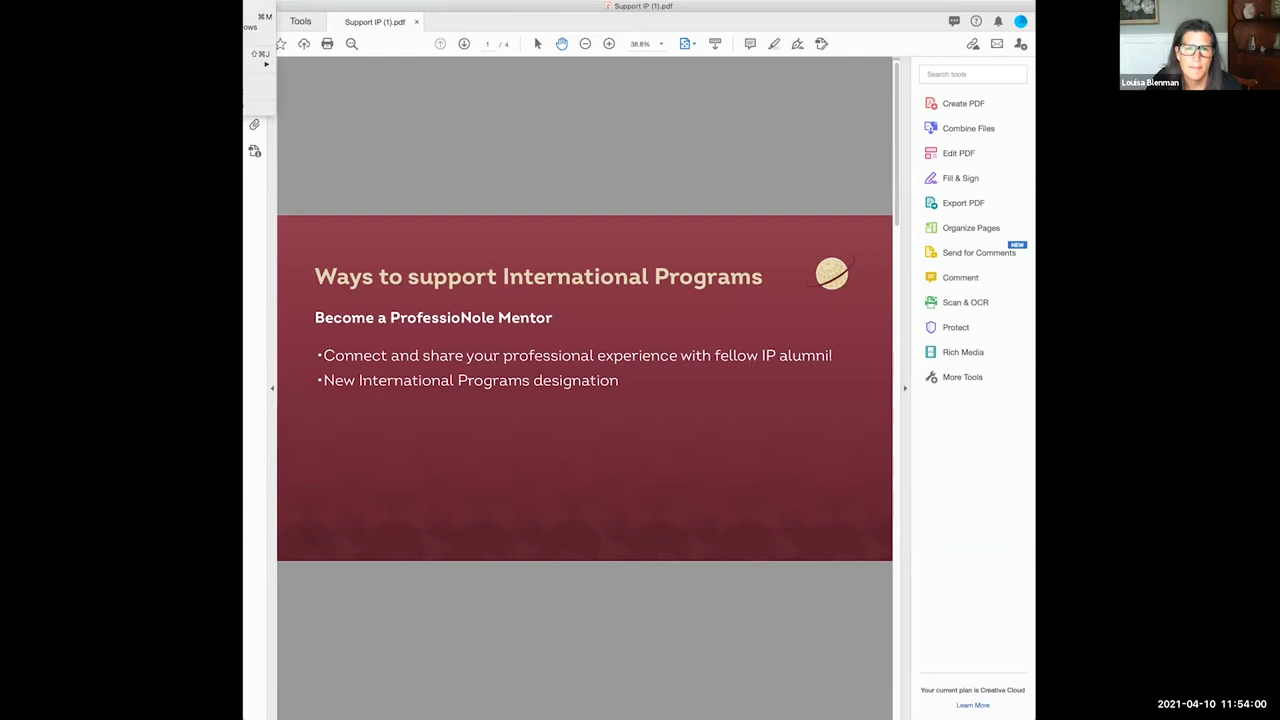 Support IP (1).pdf
⌘M
ows
⇧⌘J
Tools
Support IP (1).pdf ×
1 / 4
38.8%
Louisa Blenman
Search tools
Create PDF
Combine Files
Edit PDF
Fill & Sign
Export PDF
Organize Pages
NEW
Send for Comments
Comment
Scan & OCR
Protect
Rich Media
More Tools
Ways to support International Programs
Become a ProfessioNole Mentor
•Connect and share your professional experience with fellow IP alumni!
•New International Programs designation
Your current plan is Creative Cloud
Learn More
2021-04-10 11:54:00